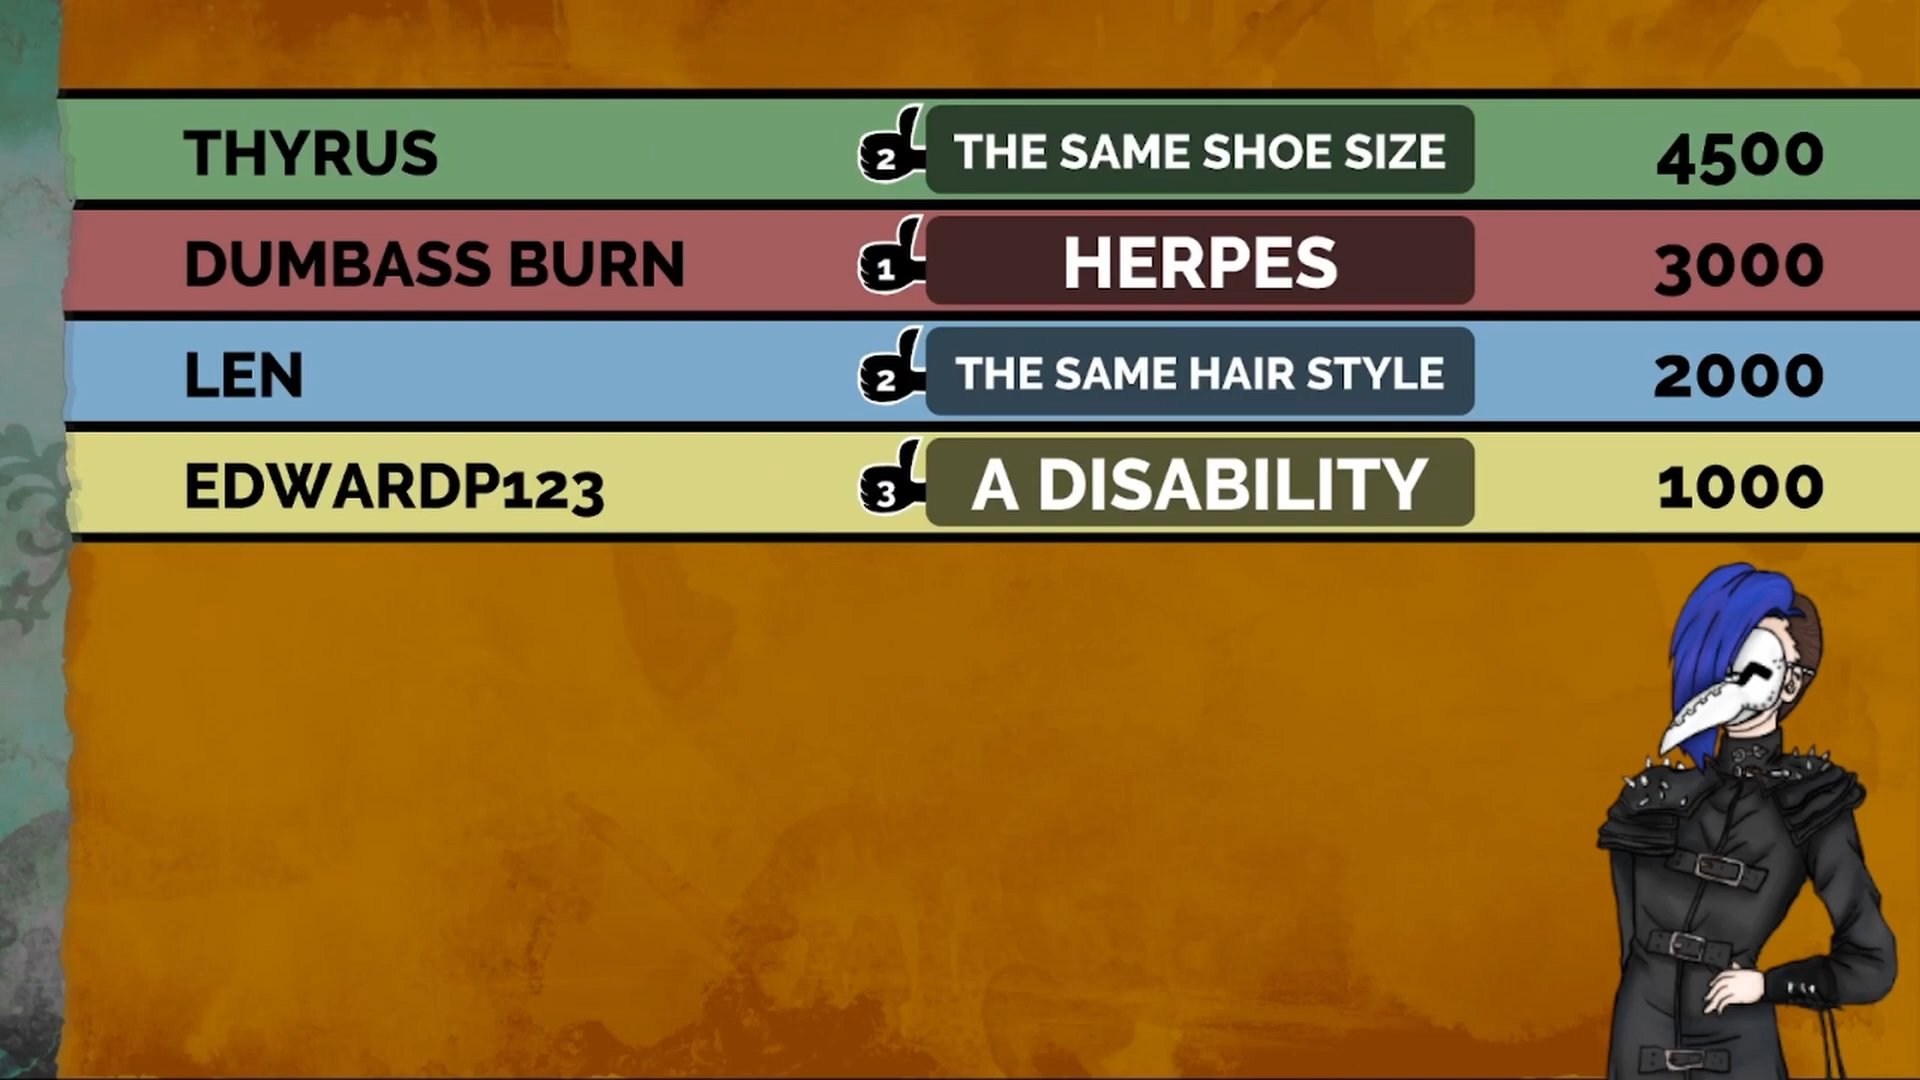 THYRUS 2 THE SAME SHOE SIZE 4500
DUMBASS BURN 1 HERPES 3000
LEN 2 THE SAME HAIR STYLE 2000
EDWARDP123 3 A DISABILITY 1000